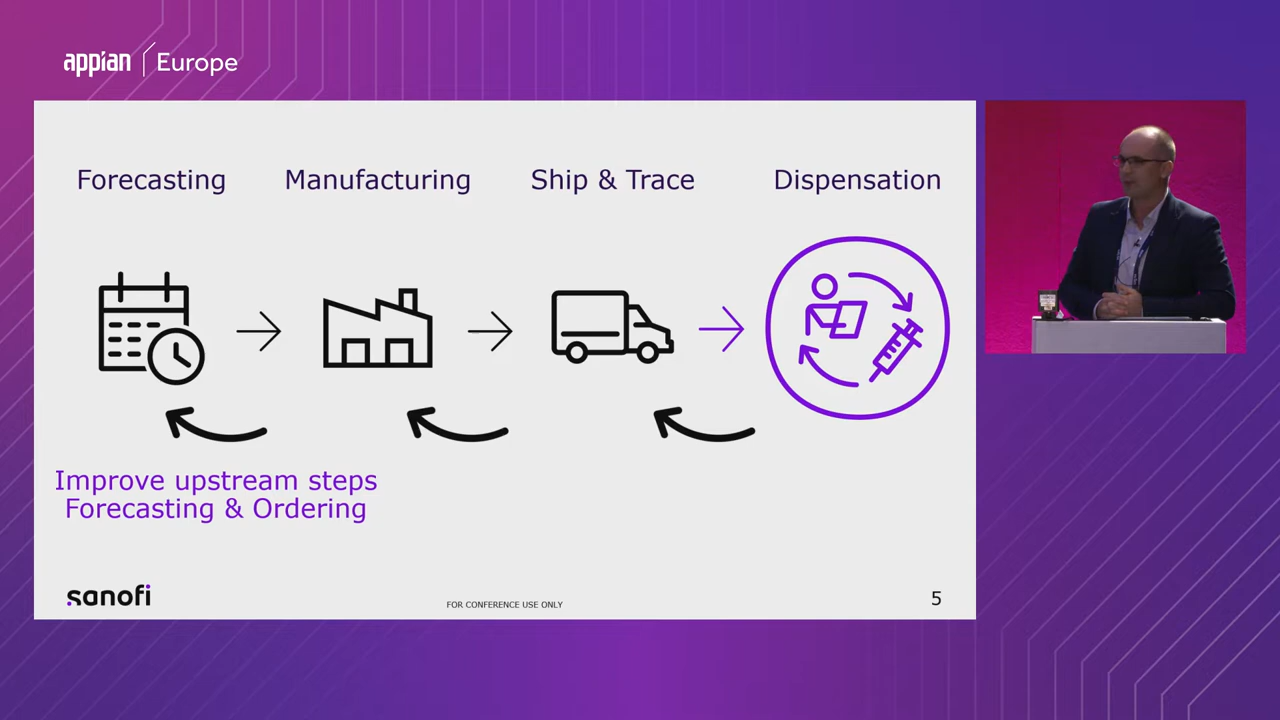 appian Europe
Forecasting
Manufacturing
Ship & Trace
Dispensation
Improve upstream steps
Forecasting & Ordering
sanofi
FOR CONFERENCE USE ONLY
5